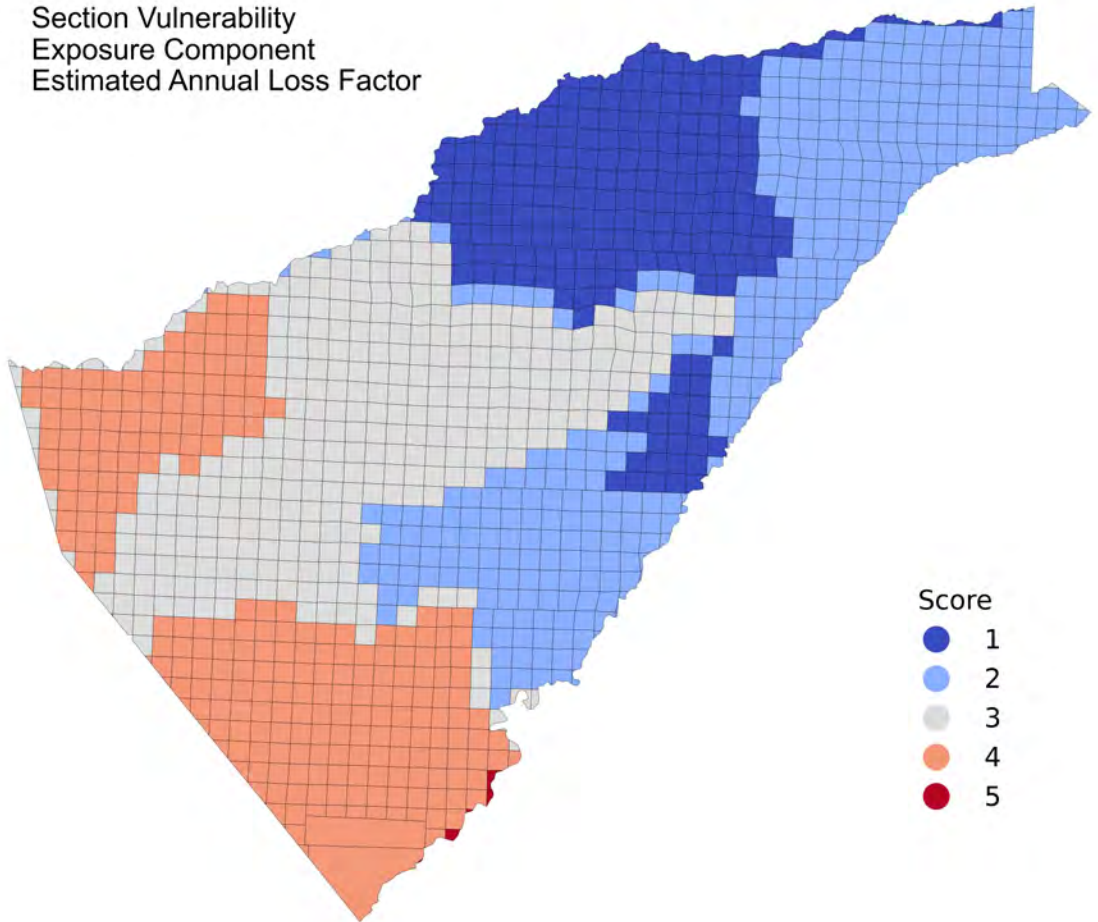 Section Vulnerability
Exposure Component
Estimated Annual Loss Factor
Score
1
2
3
4
5